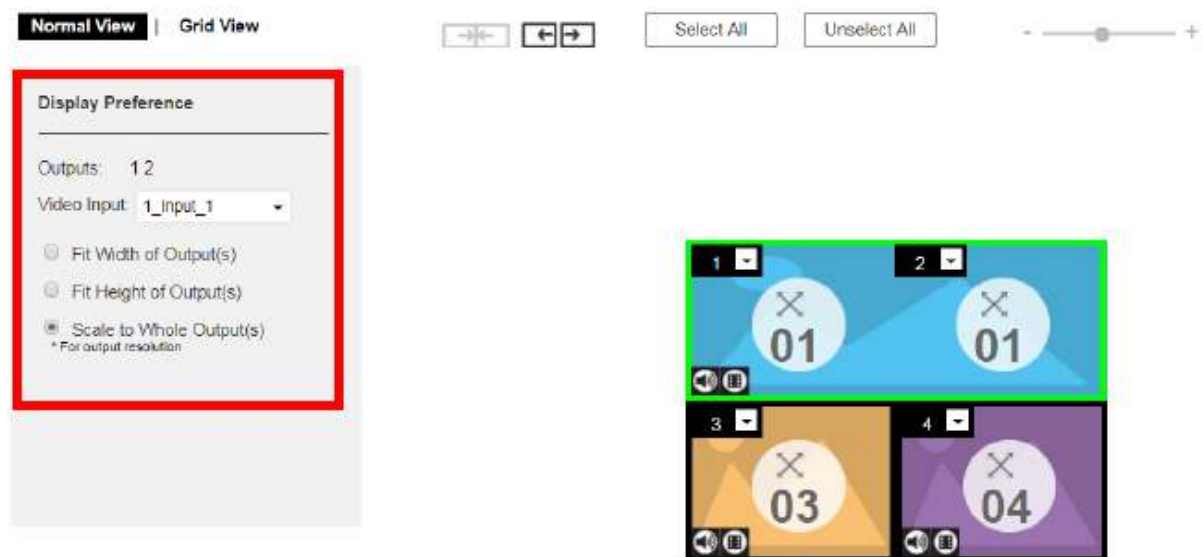 Normal View | Grid View
Select All
Unselect All
- +
Display Preference
Outputs: 1 2
Video Input: 1_Input_1
Fit Width of Output(s)
Fit Height of Output(s)
Scale to Whole Output(s)
* For output resolution
1 2
01 01
3 4
03 04